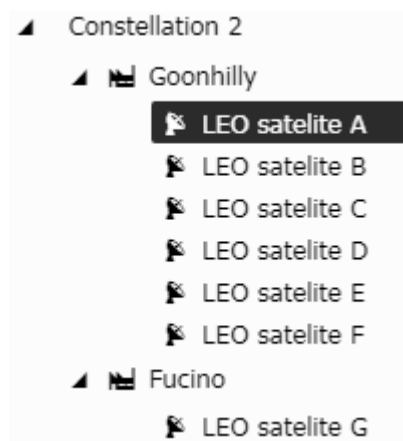 Constellation 2
Goonhilly
LEO satelite A
LEO satelite B
LEO satelite C
LEO satelite D
LEO satelite E
LEO satelite F
Fucino
LEO satelite G